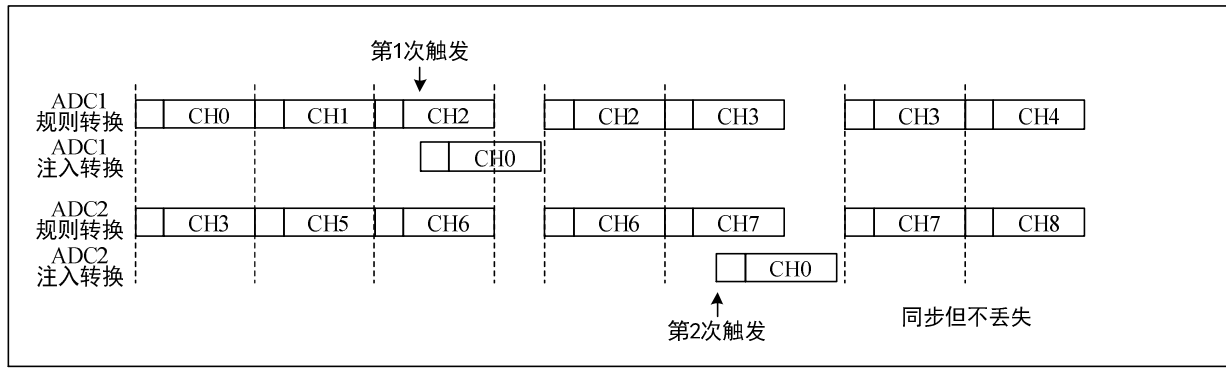 第1次触发
ADC1
规则转换
CH0 CH1 CH2 CH2 CH3 CH3 CH4
ADC1
注入转换
CH0
ADC2
规则转换
CH3 CH5 CH6 CH6 CH7 CH7 CH8
ADC2
注入转换
CH0
第2次触发
同步但不丢失